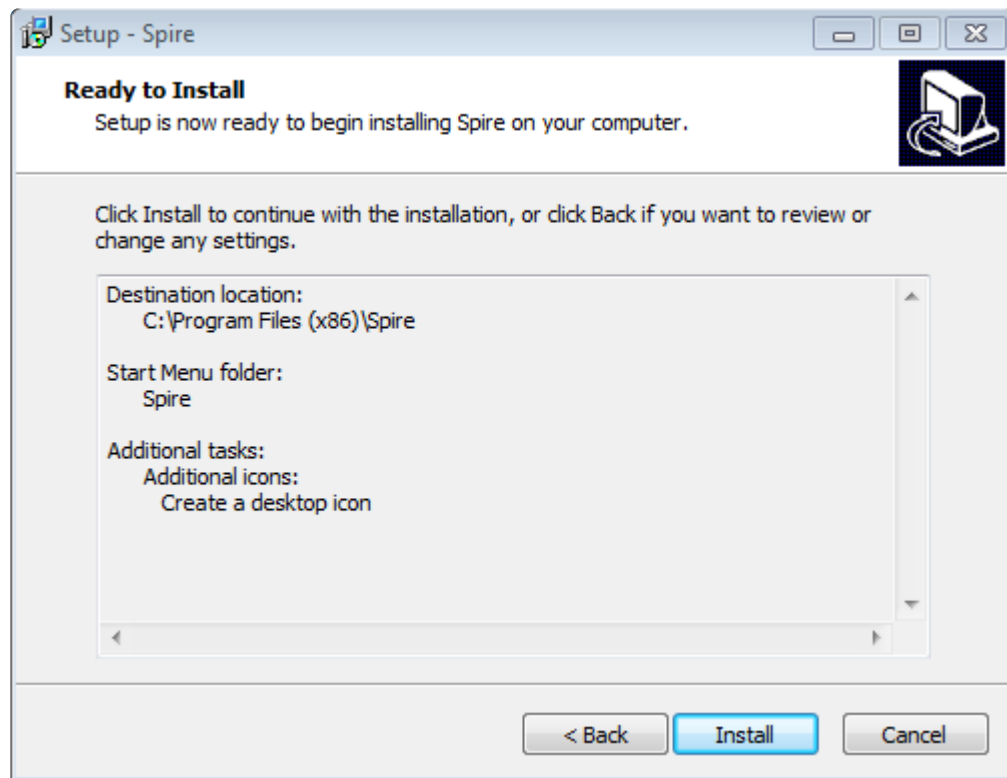 Setup - Spire
Ready to Install
Setup is now ready to begin installing Spire on your computer.
Click Install to continue with the installation, or click Back if you want to review or
change any settings.
Destination location:
C:\Program Files (x86)\Spire
Start Menu folder:
Spire
Additional tasks:
Additional icons:
Create a desktop icon
< Back
Install
Cancel